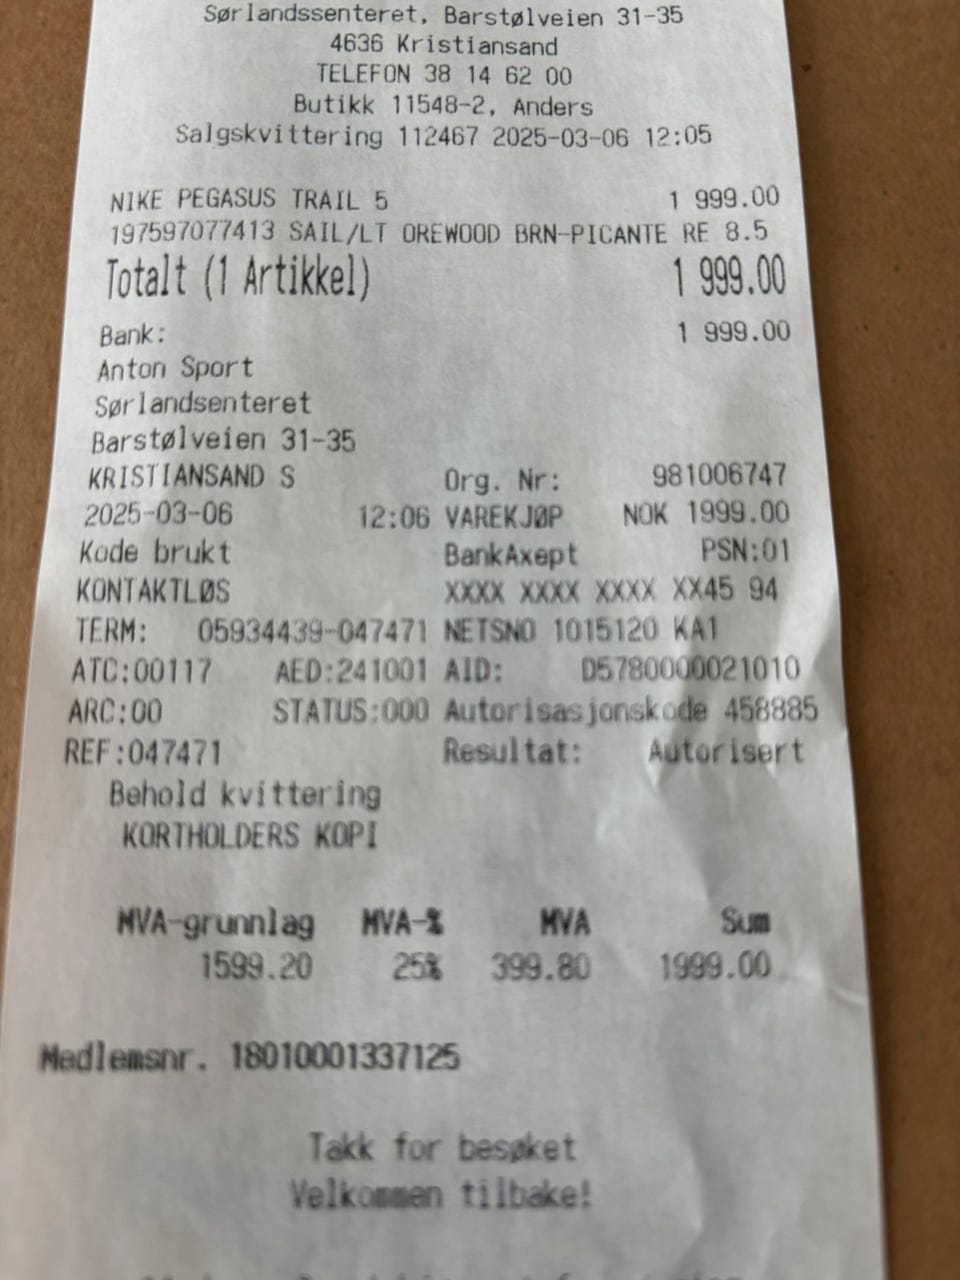 Sørlandssenteret, Barstølveien 31-35
4636 Kristiansand
TELEFON 38 14 62 00
Butikk 11548-2, Anders
Salgskvittering 112467 2025-03-06 12:05
NIKE PEGASUS TRAIL 5 1 999.00
197597077413 SAIL/LT OREWOOD BRN-PICANTE RE 8.5
Totalt (1 Artikkel) 1 999.00
Bank: 1 999.00
Anton Sport
Sørlandsenteret
Barstølveien 31-35
KRISTIANSAND S Org. Nr: 981006747
2025-03-06 12:06 VAREKJØP NOK 1999.00
Kode brukt BankAxept PSN:01
KONTAKTLØS XXXX XXXX XXXX XX45 94
TERM: 05934439-047471 NETSNO 1015120 KA1
ATC:00117 AED:241001 AID: D5780000021010
ARC:00 STATUS:000 Autorisasjonskode 458885
REF:047471 Resultat: Autorisert
Behold kvittering
KORTHOLDERS KOPI
MVA-grunnlag MVA-% MVA Sum
1599.20 25% 399.80 1999.00
Medlemsnr. 18010001337125
Takk for besøket
Velkommen tilbake!